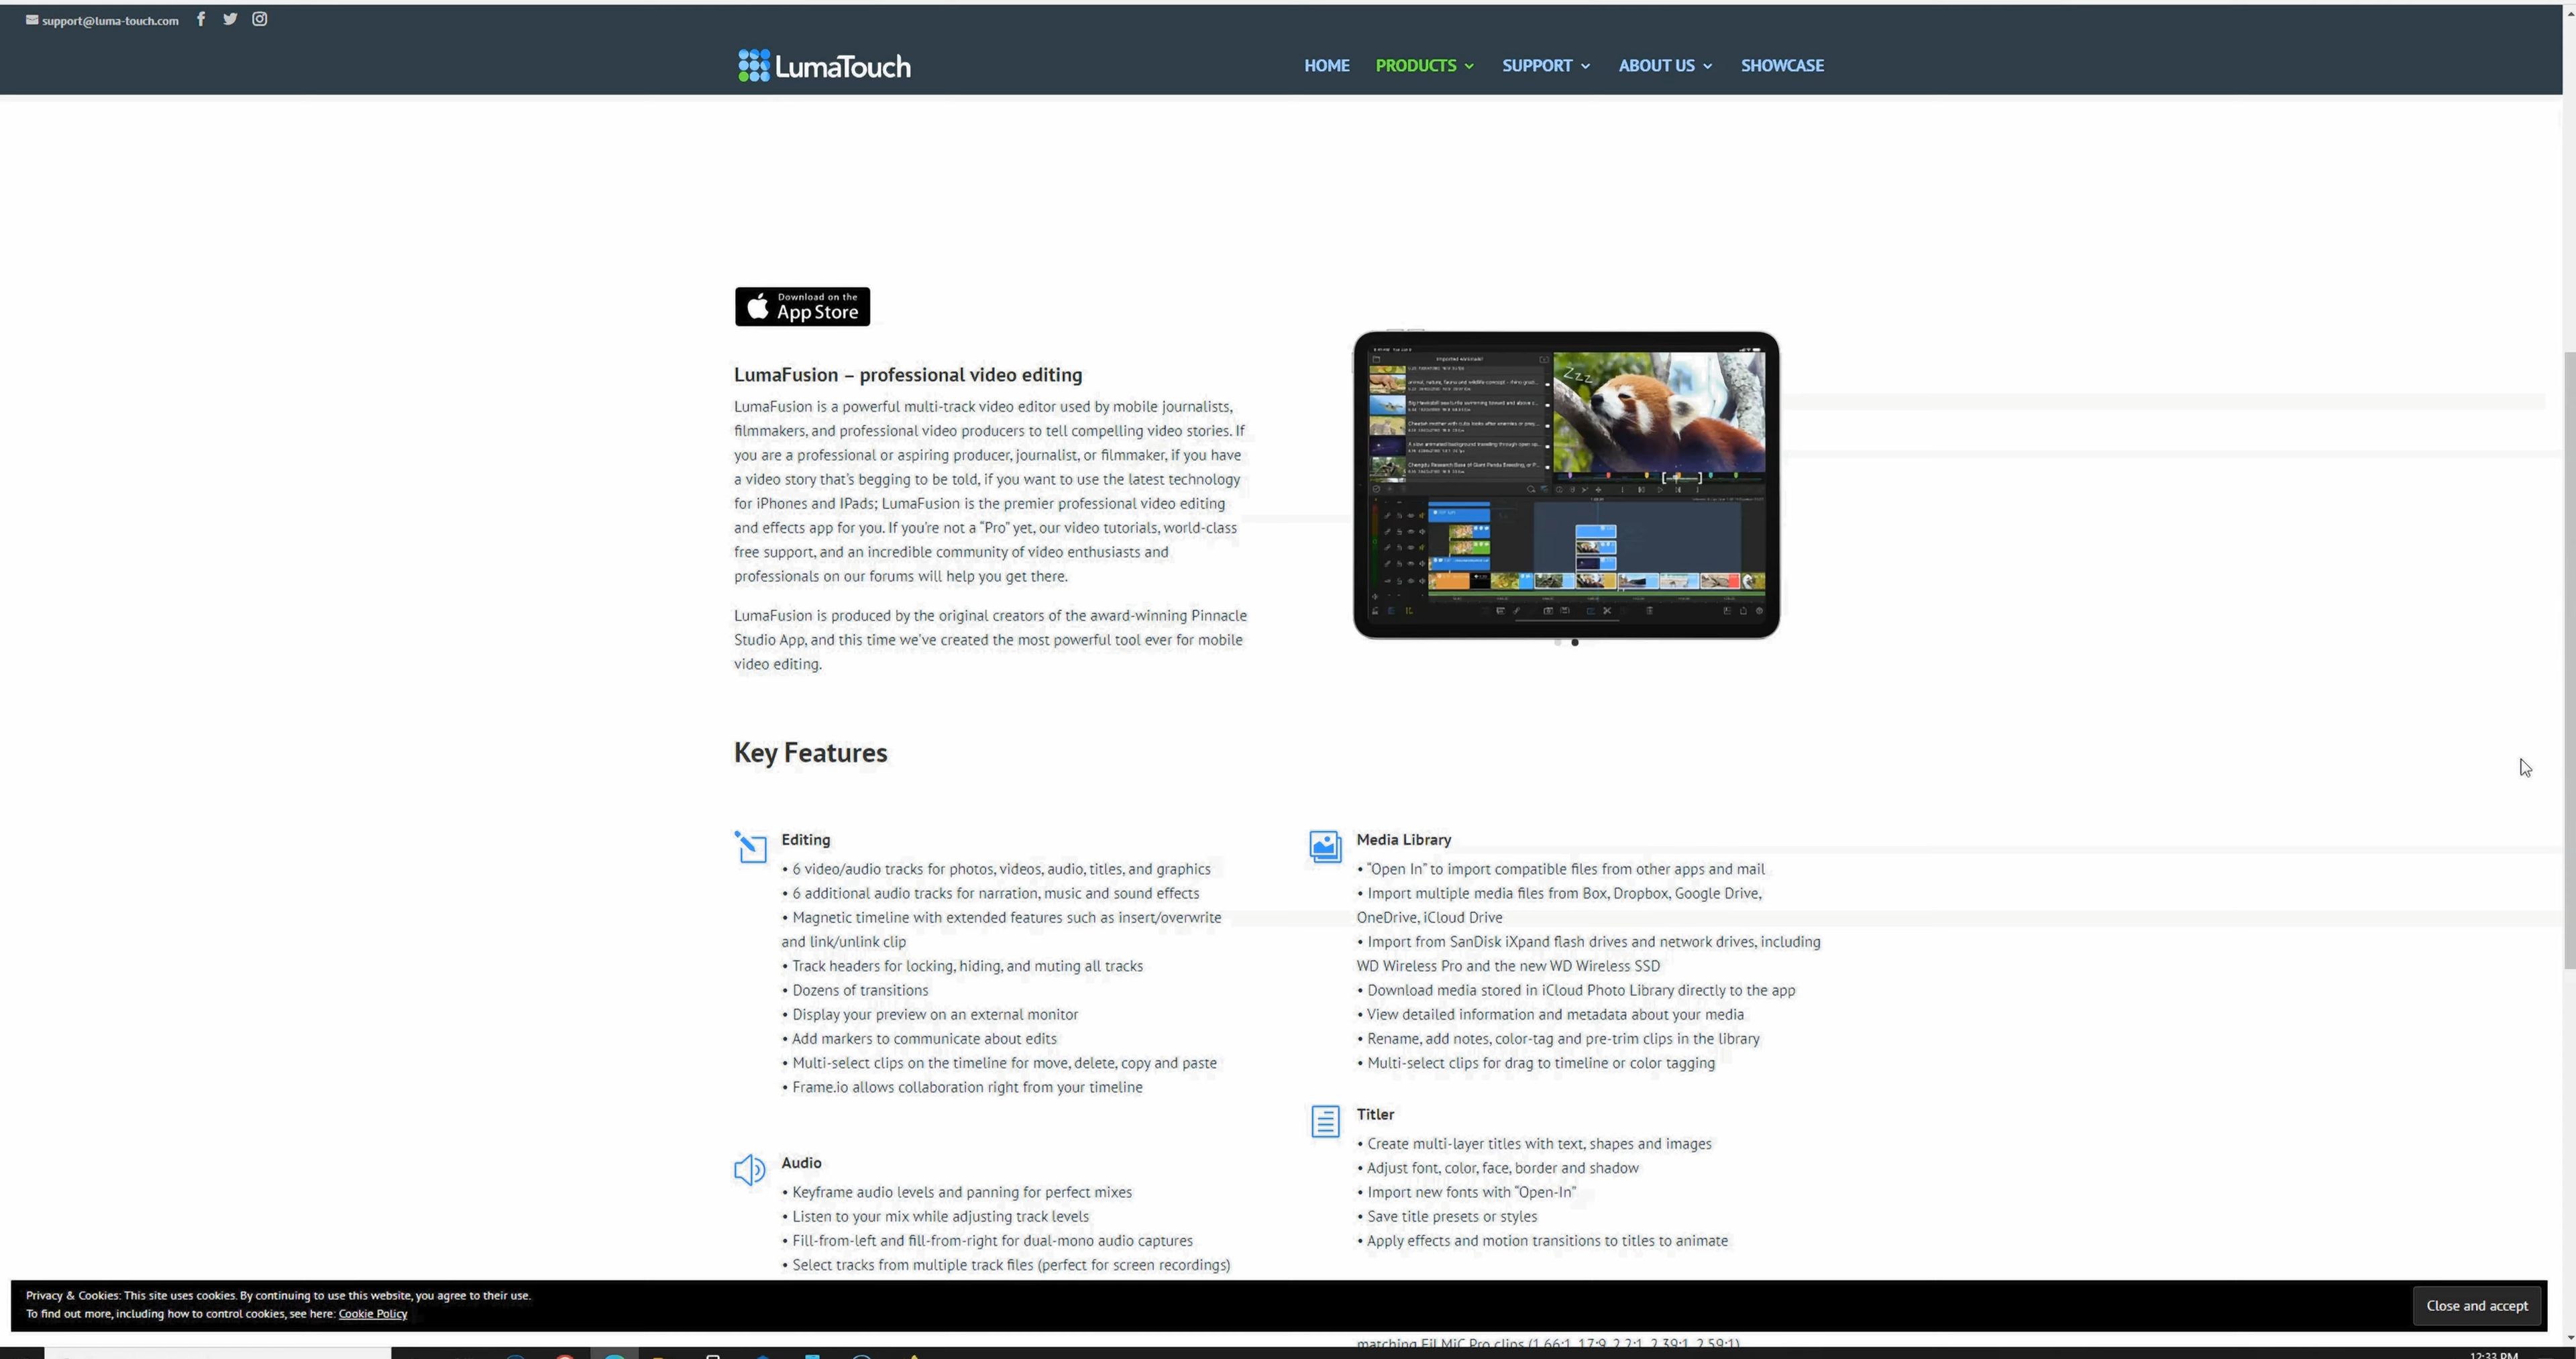 support@luma-touch.com
LumaTouch
HOME PRODUCTS SUPPORT ABOUT US SHOWCASE
Download on the
App Store
LumaFusion – professional video editing
LumaFusion is a powerful multi-track video editor used by mobile journalists,
filmmakers, and professional video producers to tell compelling video stories. If
you are a professional or aspiring producer, journalist, or filmmaker, if you have
a video story that's begging to be told, if you want to use the latest technology
for iPhones and IPads; LumaFusion is the premier professional video editing
and effects app for you. If you're not a "Pro" yet, our video tutorials, world-class
free support, and an incredible community of video enthusiasts and
professionals on our forums will help you get there.
LumaFusion is produced by the original creators of the award-winning Pinnacle
Studio App, and this time we've created the most powerful tool ever for mobile
video editing.
Zzz
Key Features
Editing
• 6 video/audio tracks for photos, videos, audio, titles, and graphics
• 6 additional audio tracks for narration, music and sound effects
• Magnetic timeline with extended features such as insert/overwrite
and link/unlink clip
• Track headers for locking, hiding, and muting all tracks
• Dozens of transitions
• Display your preview on an external monitor
• Add markers to communicate about edits
• Multi-select clips on the timeline for move, delete, copy and paste
• Frame.io allows collaboration right from your timeline
Audio
• Keyframe audio levels and panning for perfect mixes
• Listen to your mix while adjusting track levels
• Fill-from-left and fill-from-right for dual-mono audio captures
• Select tracks from multiple track files (perfect for screen recordings)
Media Library
• "Open In" to import compatible files from other apps and mail
• Import multiple media files from Box, Dropbox, Google Drive,
OneDrive, iCloud Drive
• Import from SanDisk iXpand flash drives and network drives, including
WD Wireless Pro and the new WD Wireless SSD
• Download media stored in iCloud Photo Library directly to the app
• View detailed information and metadata about your media
• Rename, add notes, color-tag and pre-trim clips in the library
• Multi-select clips for drag to timeline or color tagging
Titler
• Create multi-layer titles with text, shapes and images
• Adjust font, color, face, border and shadow
• Import new fonts with "Open-In"
• Save title presets or styles
• Apply effects and motion transitions to titles to animate
matching FiLMiC Pro clips (1.66:1, 17:9, 2.2:1, 2.39:1, 2.59:1)
Privacy & Cookies: This site uses cookies. By continuing to use this website, you agree to their use.
To find out more, including how to control cookies, see here: Cookie Policy
Close and accept
12:33 PM